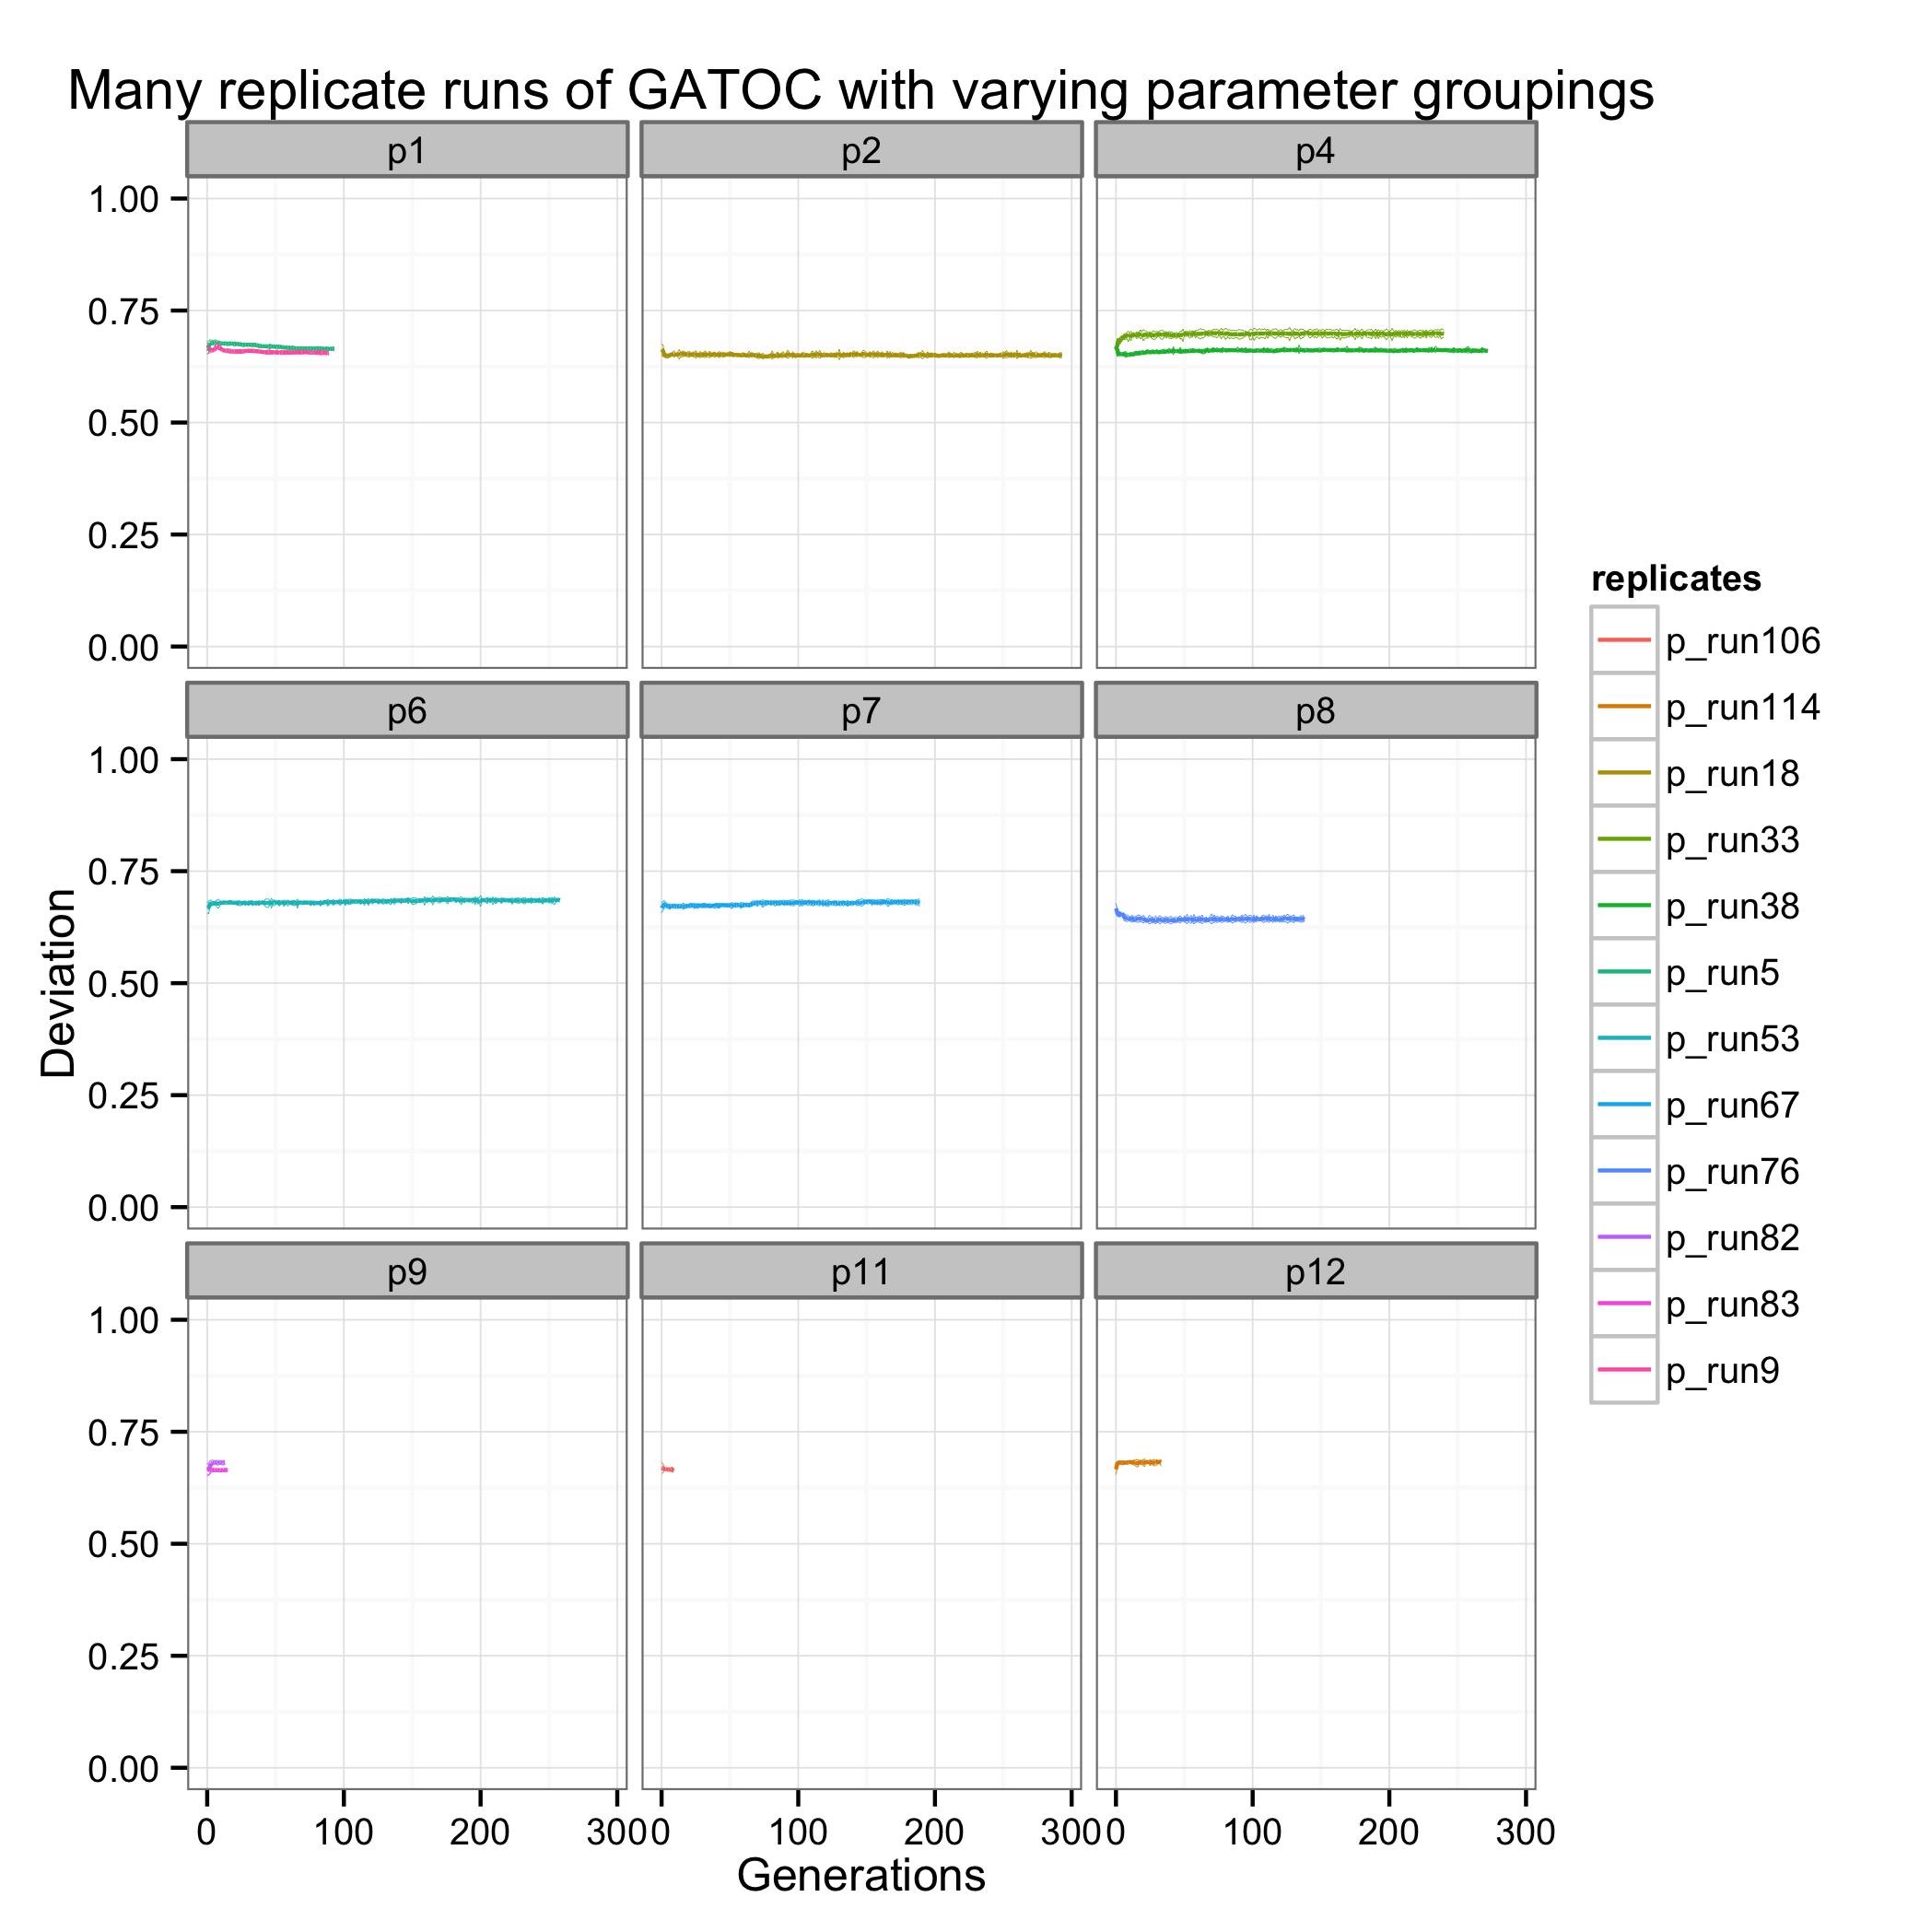 Many replicate runs of GATOC with varying parameter groupings
p1 p2 p4
1.00
0.75
0.50
0.25
0.00
p6 p7 p8
1.00
0.75
0.50
0.25
0.00
p9 p11 p12
1.00
0.75
0.50
0.25
0.00
0 100 200 300 0 100 200 300 0 100 200 300
Generations
Deviation
replicates
p_run106
p_run114
p_run18
p_run33
p_run38
p_run5
p_run53
p_run67
p_run76
p_run82
p_run83
p_run9